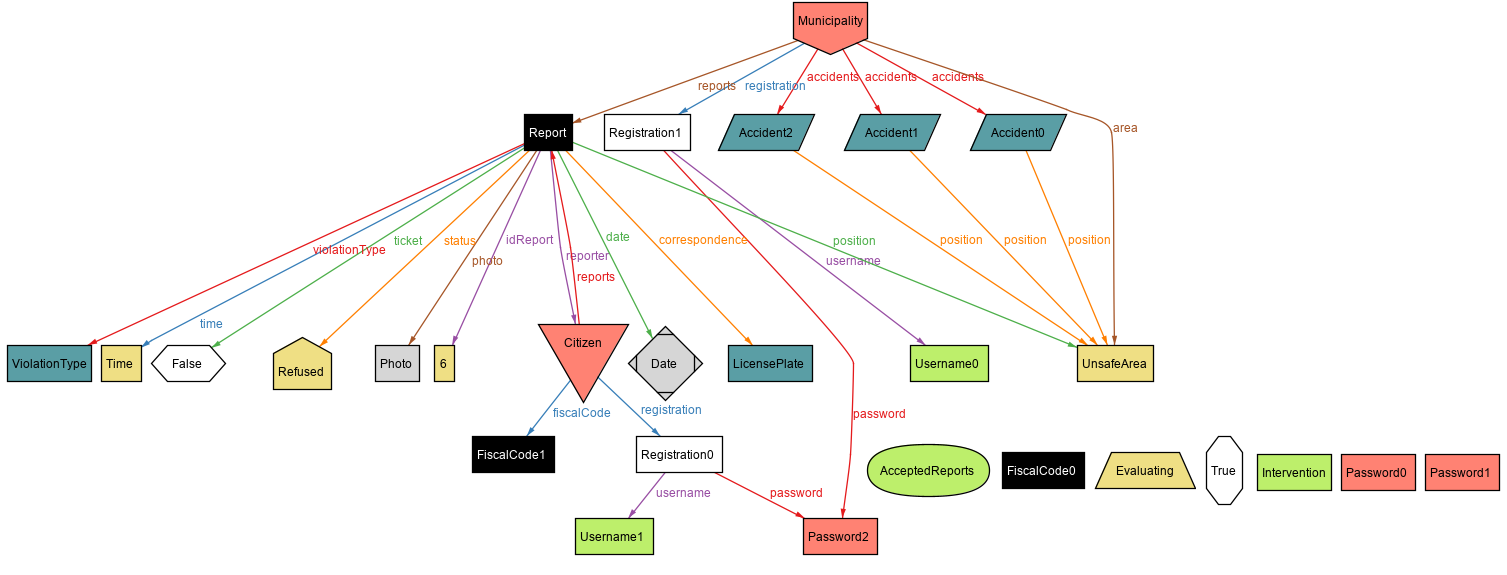 Municipality
reports
registration
accidents
accidents
accidents
area
Report
Registration1
Accident2
Accident1
Accident0
violationType
time
ticket
status
photo
idReport
reporter
reports
date
correspondence
position
username
position
position
position
ViolationType
Time
False
Refused
Photo
6
Citizen
Date
LicensePlate
Username0
UnsafeArea
fiscalCode
registration
password
FiscalCode1
Registration0
AcceptedReports
FiscalCode0
Evaluating
True
Intervention
Password0
Password1
username
password
Username1
Password2